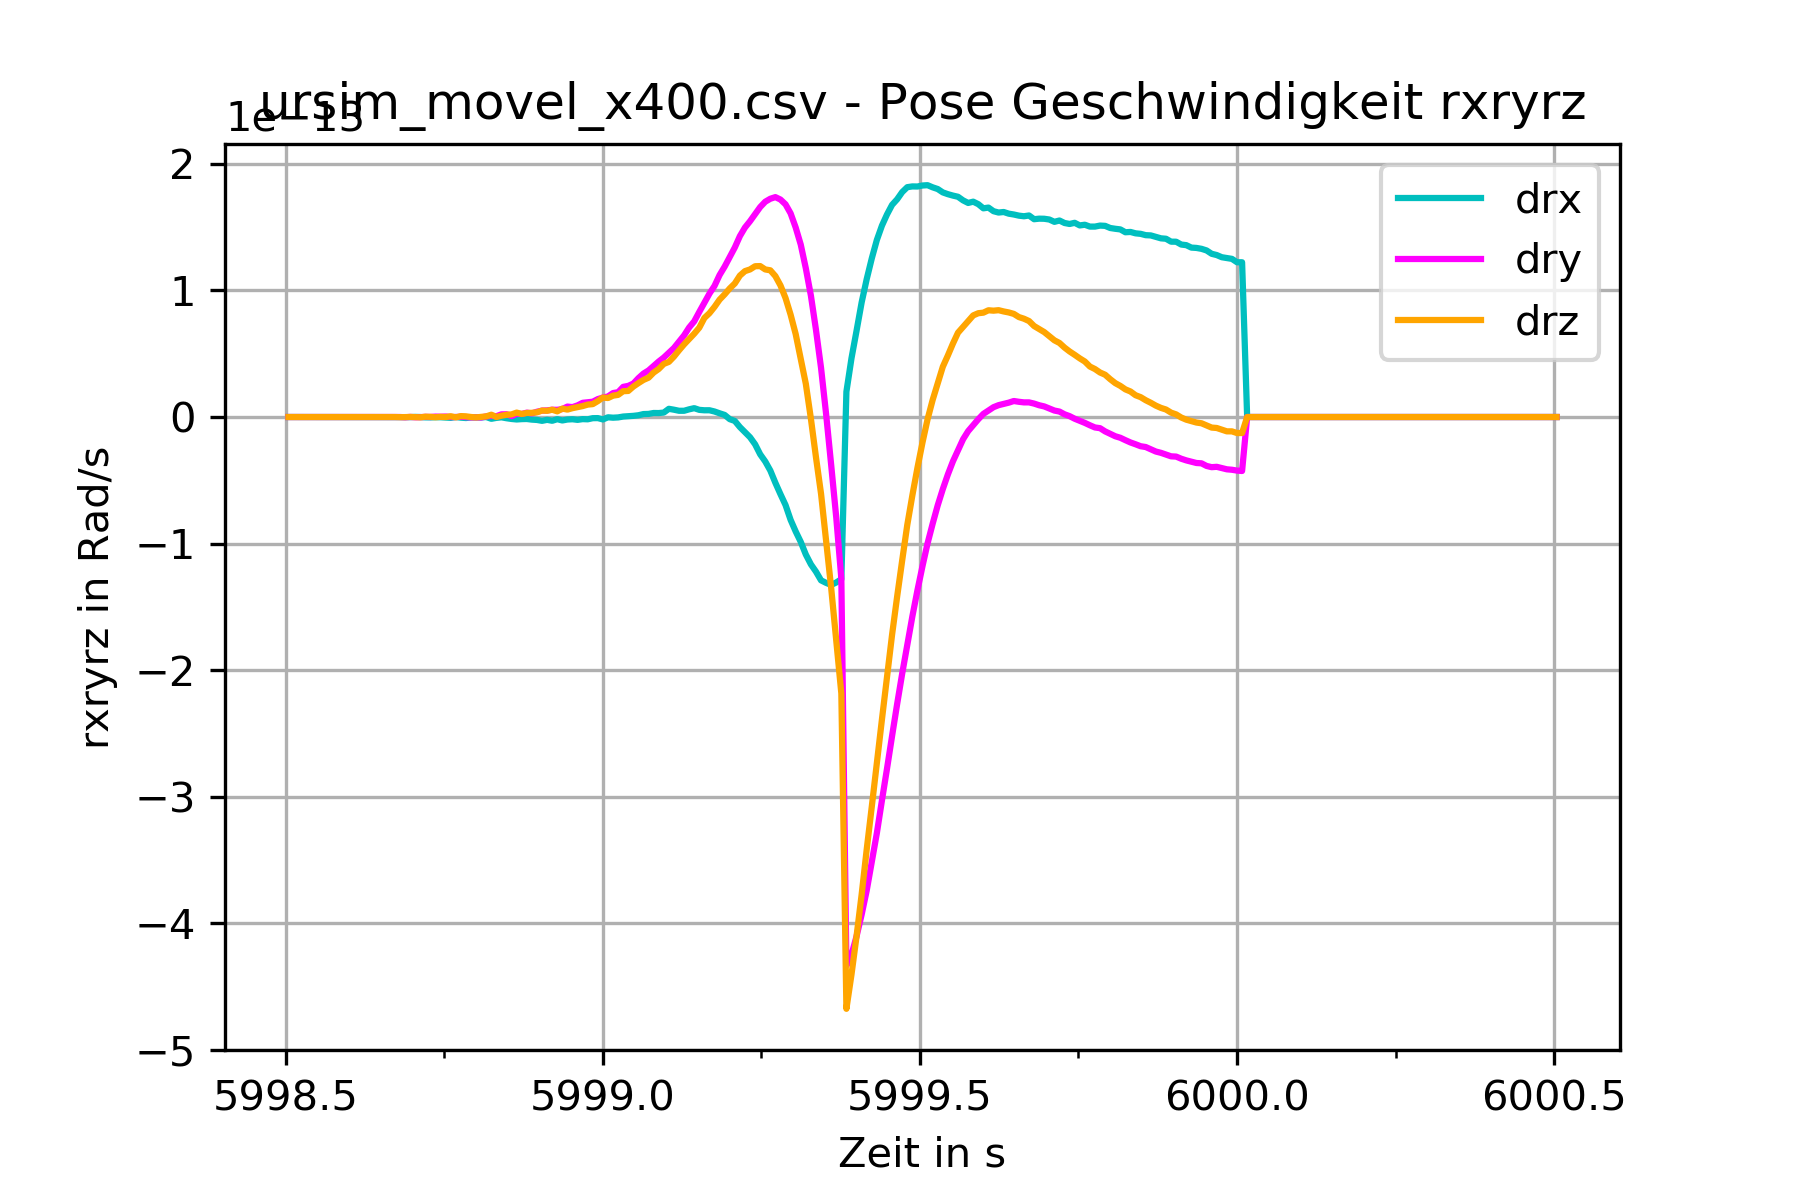 ursim_movel_x400.csv - Pose Geschwindigkeit rxryrz
1e−13
drx
dry
drz
2
1
0
−1
−2
−3
−4
−5
rxryrz in Rad/s
5998.5 5999.0 5999.5 6000.0 6000.5
Zeit in s